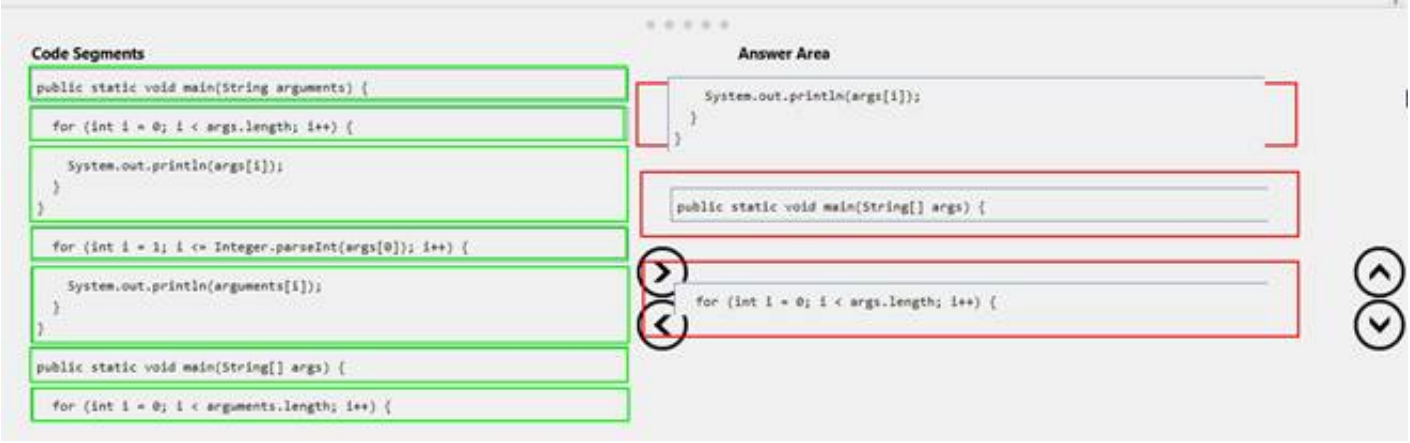 Code Segments
public static void main(String arguments) {
for (int i = 0; i < args.length; i++) {
System.out.println(args[i]);
}
}
for (int i = 1; i <= Integer.parseInt(args[0]); i++) {
System.out.println(arguments[i]);
}
}
public static void main(String[] args) {
for (int i = 0; i < arguments.length; i++) {
Answer Area
System.out.println(args[i]);
}
}
public static void main(String[] args) {
for (int i = 0; i < args.length; i++) {